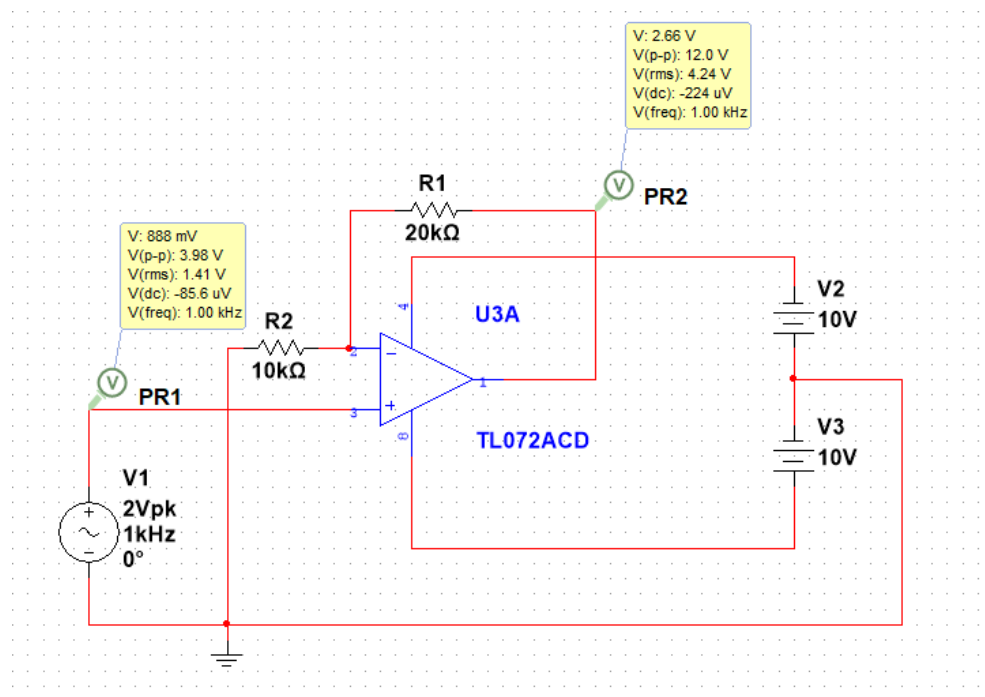 V: 2.66 V
V(p-p): 12.0 V
V(rms): 4.24 V
V(dc): -224 uV
V(freq): 1.00 kHz
R1
PR2
20kΩ
V: 888 mV
V(p-p): 3.98 V
V(rms): 1.41 V
V(dc): -85.6 uV
V(freq): 1.00 kHz
V
V
R2
10kΩ
PR1
4
U3A
2
3
1
8
TL072ACD
V2
10V
V3
10V
V1
2Vpk
1kHz
0°